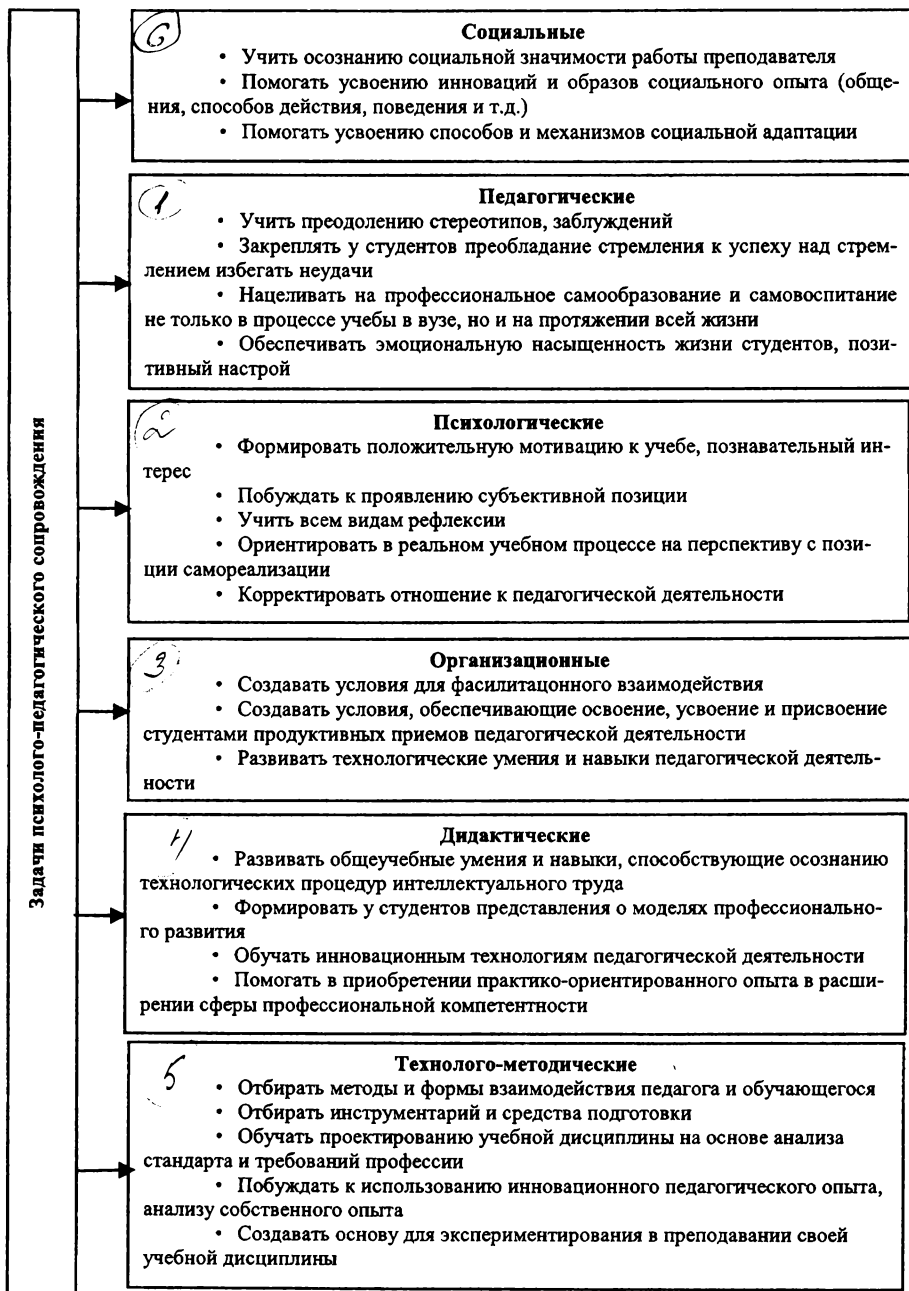 Задачи психолого-педагогического сопровождения
6
Социальные
• Учить осознанию социальной значимости работы преподавателя
• Помогать усвоению инноваций и образов социального опыта (обще-
ния, способов действия, поведения и т.д.)
• Помогать усвоению способов и механизмов социальной адаптации
1
Педагогические
• Учить преодолению стереотипов, заблуждений
• Закреплять у студентов преобладание стремления к успеху над стрем-
лением избегать неудачи
• Нацеливать на профессиональное самообразование и самовоспитание
не только в процессе учебы в вузе, но и на протяжении всей жизни
• Обеспечивать эмоциональную насыщенность жизни студентов, пози-
тивный настрой
2
Психологические
• Формировать положительную мотивацию к учебе, познавательный ин-
терес
• Побуждать к проявлению субъективной позиции
• Учить всем видам рефлексии
• Ориентировать в реальном учебном процессе на перспективу с пози-
ции самореализации
• Корректировать отношение к педагогической деятельности
3
Организационные
• Создавать условия для фасилитацонного взаимодействия
• Создавать условия, обеспечивающие освоение, усвоение и присвоение
студентами продуктивных приемов педагогической деятельности
• Развивать технологические умения и навыки педагогической деятель-
ности
4
Дидактические
• Развивать общеучебные умения и навыки, способствующие осознанию
технологических процедур интеллектуального труда
• Формировать у студентов представления о моделях профессионально-
го развития
• Обучать инновационным технологиям педагогической деятельности
• Помогать в приобретении практико-ориентированного опыта в расши-
рении сферы профессиональной компетентности
5
Технолого-методические
• Отбирать методы и формы взаимодействия педагога и обучающегося
• Отбирать инструментарий и средства подготовки
• Обучать проектированию учебной дисциплины на основе анализа
стандарта и требований профессии
• Побуждать к использованию инновационного педагогического опыта,
анализу собственного опыта
• Создавать основу для экспериментирования в преподавании своей
учебной дисциплины